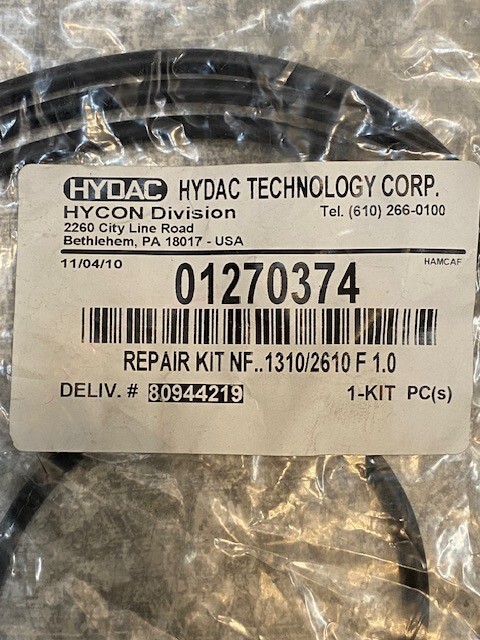 HYDAC HYDAC TECHNOLOGY CORP.
HYCON Division Tel. (610) 266-0100
2260 City Line Road
Bethlehem, PA 18017 - USA
11/04/10 HAMCAF
01270374
REPAIR KIT NF..1310/2610 F 1.0
DELIV. # 80944219 1-KIT PC(s)